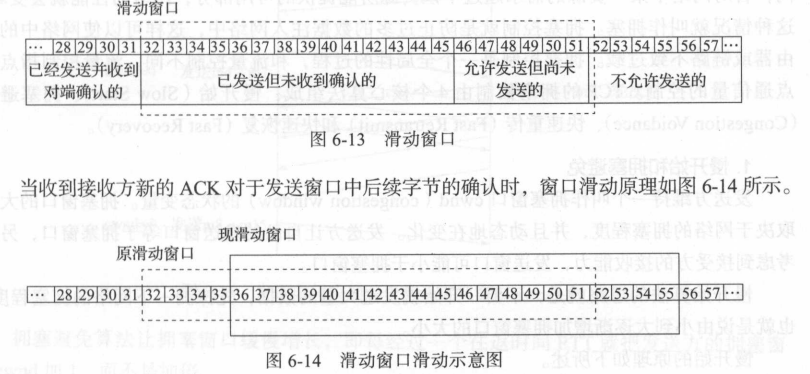 滑动窗口
… 28 29 30 31 32 33 34 35 36 37 38 39 40 41 42 43 44 45 46 47 48 49 50 51 52 53 54 55 56 57 …
已经发送并收到 已发送但未收到确认的 允许发送但尚未 不允许发送的
对端确认的 发送的
图 6-13 滑动窗口
当收到接收方新的 ACK 对于发送窗口中后续字节的确认时，窗口滑动原理如图 6-14 所示。
现滑动窗口
原滑动窗口
… 28 29 30 31 32 33 34 35 36 37 38 39 40 41 42 43 44 45 46 47 48 49 50 51 52 53 54 55 56 57 …
图 6-14 滑动窗口滑动示意图